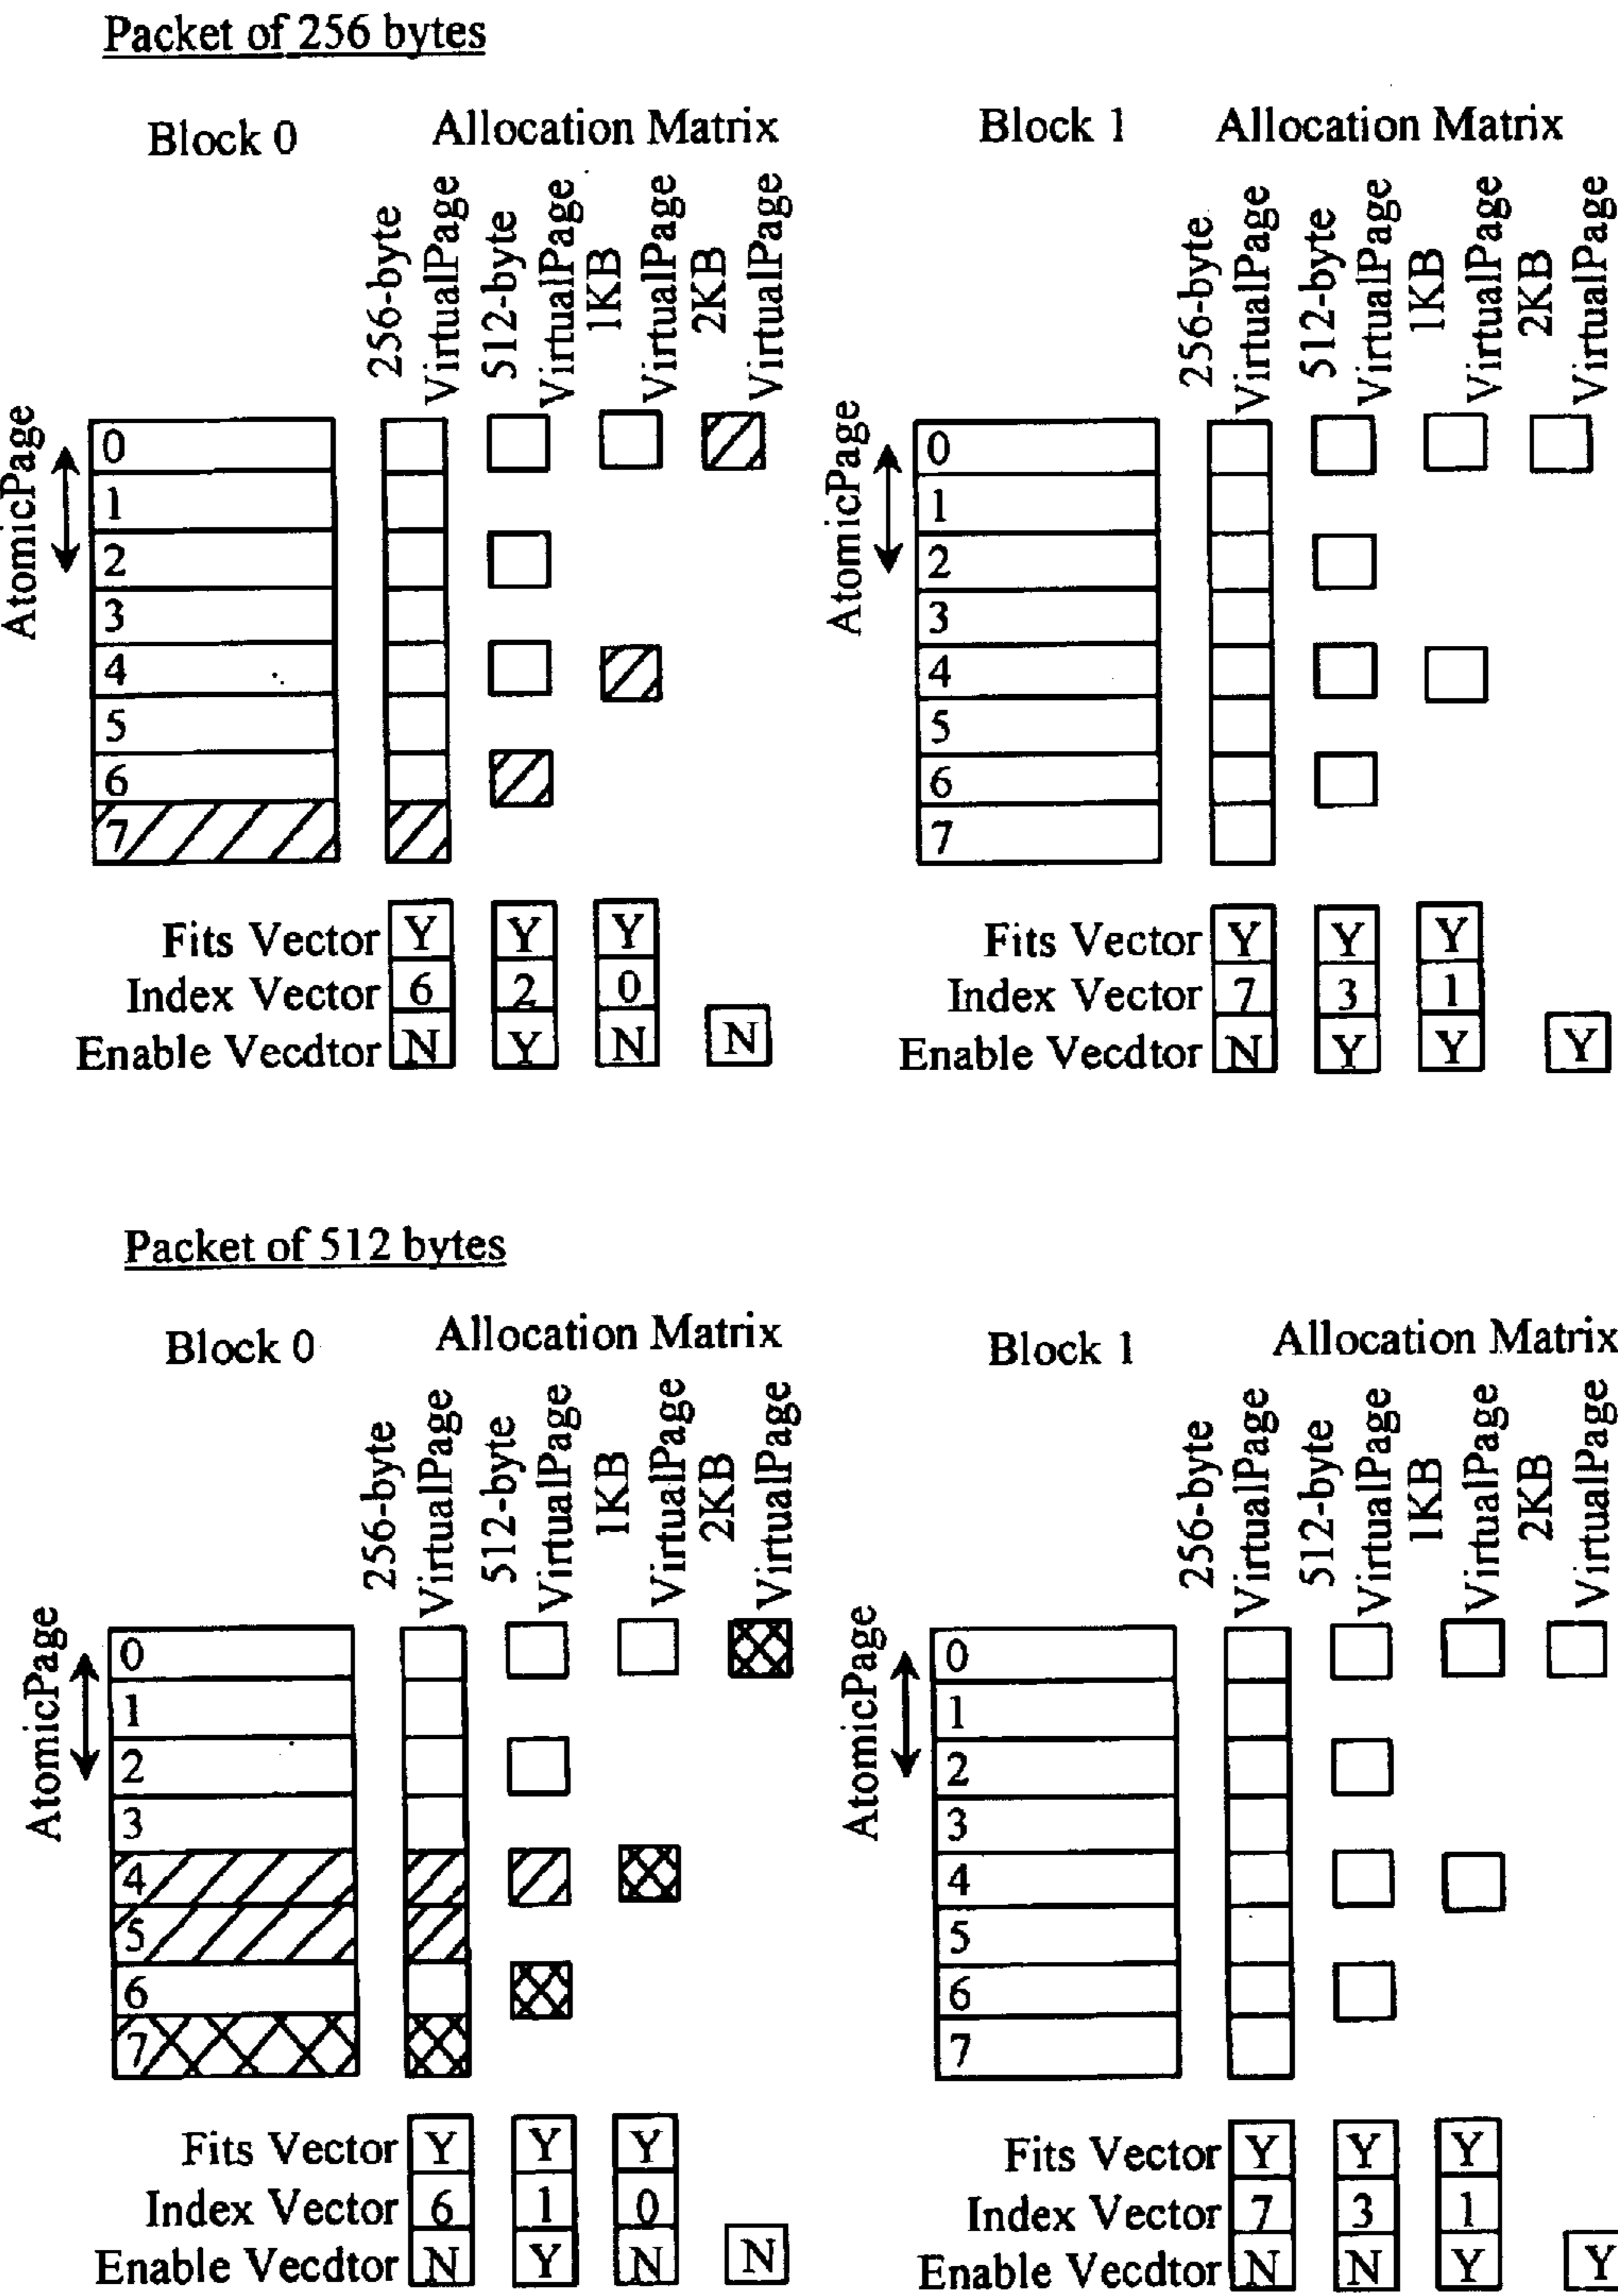 Packet of 256 bytes
Block 0
Allocation Matrix
256-byte
VirtualPage
512-byte
VirtualPage
1KB
VirtualPage
2KB
VirtualPage
AtomicPage
0
1
2
3
4
5
6
7
Fits Vector Y Y Y
Index Vector 6 2 0
Enable Vecdtor N Y N N
Block 1
Allocation Matrix
256-byte
VirtualPage
512-byte
VirtualPage
1KB
VirtualPage
2KB
VirtualPage
AtomicPage
0
1
2
3
4
5
6
7
Fits Vector Y Y Y
Index Vector 7 3 1
Enable Vecdtor N Y Y Y
Packet of 512 bytes
Block 0
Allocation Matrix
256-byte
VirtualPage
512-byte
VirtualPage
1KB
VirtualPage
2KB
VirtualPage
AtomicPage
0
1
2
3
4
5
6
7
Fits Vector Y Y Y
Index Vector 6 1 0
Enable Vecdtor N Y N N
Block 1
Allocation Matrix
256-byte
VirtualPage
512-byte
VirtualPage
1KB
VirtualPage
2KB
VirtualPage
AtomicPage
0
1
2
3
4
5
6
7
Fits Vector Y Y Y
Index Vector 7 3 1
Enable Vecdtor N N Y Y